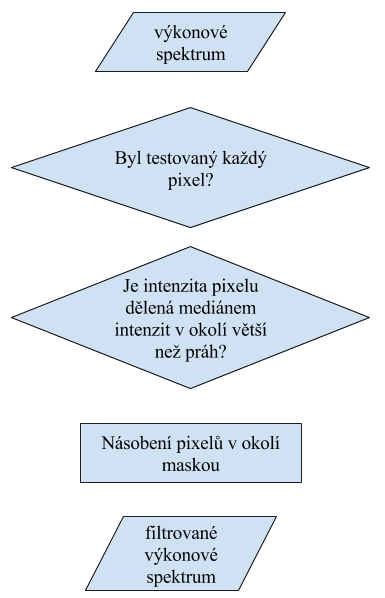 výkonové
spektrum
Byl testovaný každý
pixel?
Je intenzita pixelu
dělená mediánem
intenzit v okolí větší
než práh?
Násobení pixelů v okolí
maskou
filtrované
výkonové
spektrum